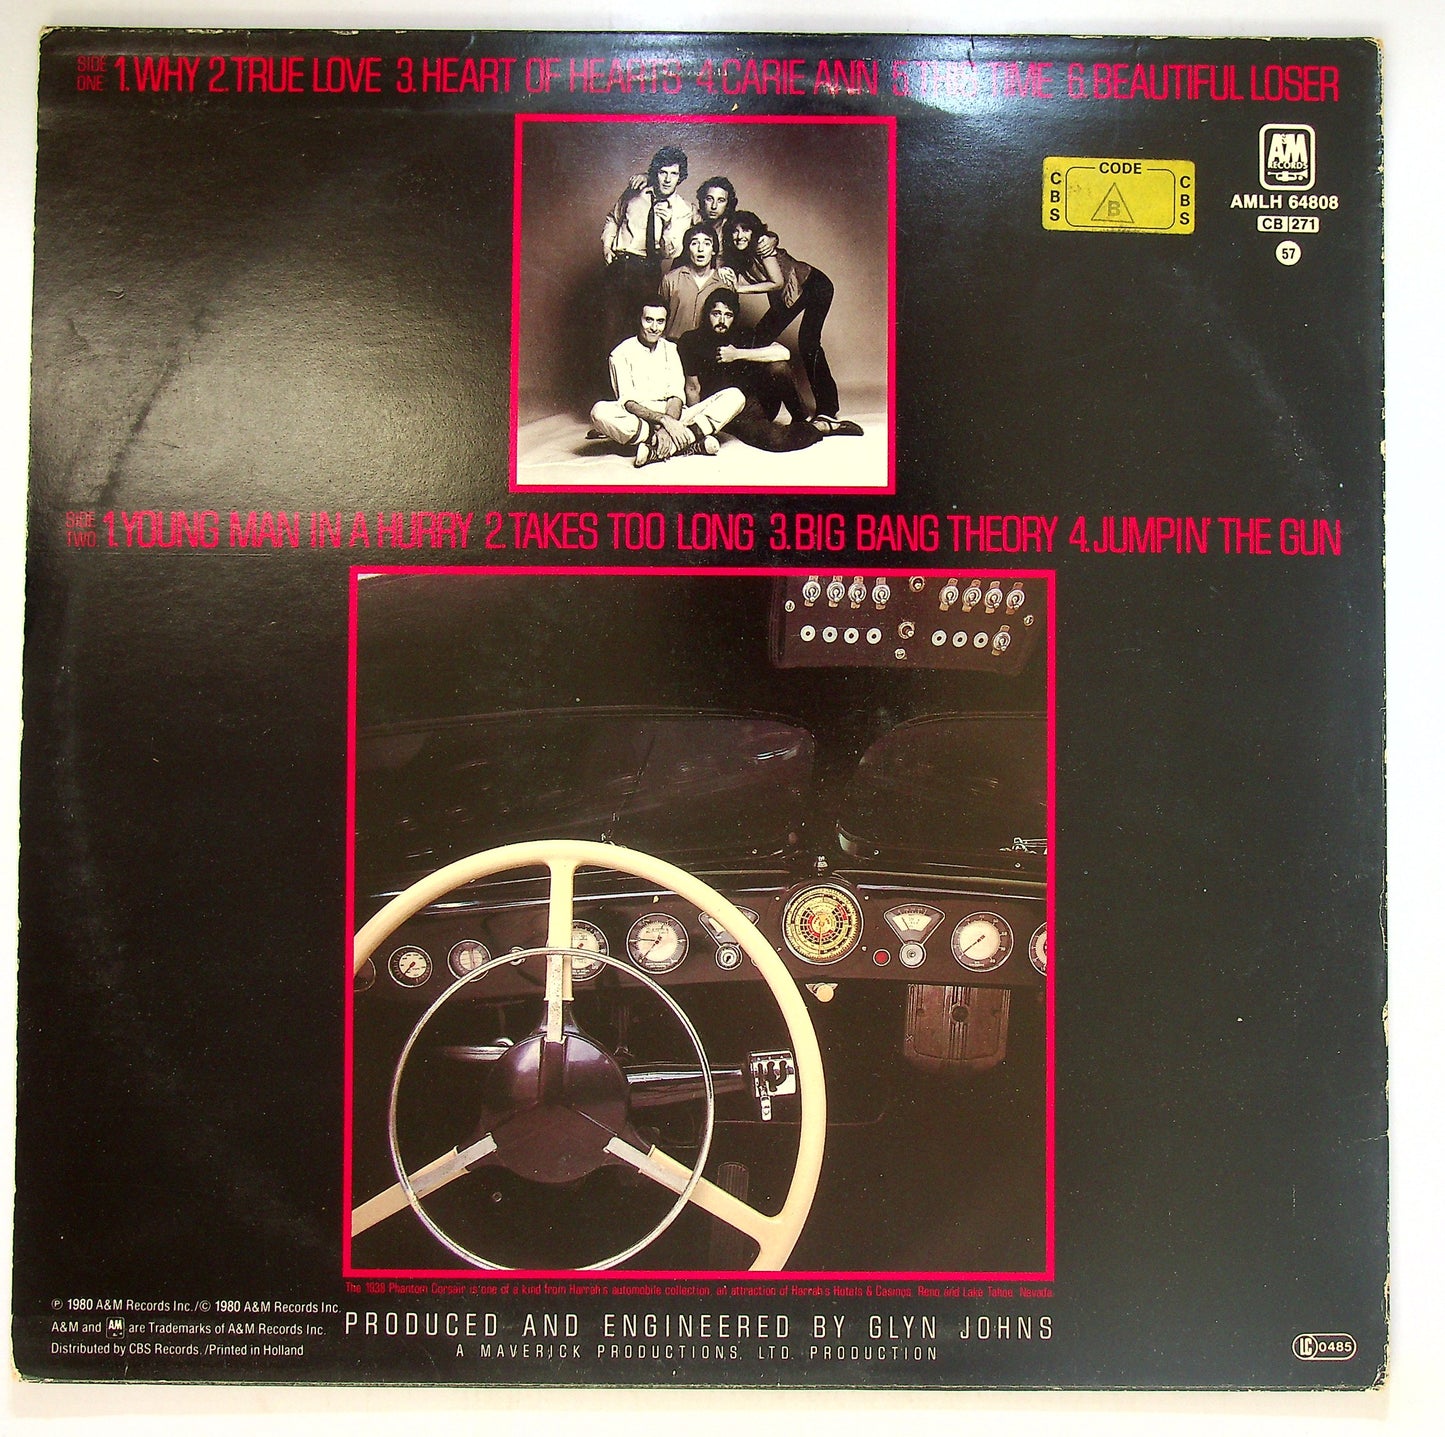 SIDE ONE 1.WHY 2.TRUE LOVE 3.HEART OF HEARTS 4.CARIE ANN 5.THIS TIME 6.BEAUTIFUL LOSER
CODE
CBS
B
CBS
A&M
RECORDS
AMLH 64808
CB 271
57
SIDE TWO 1.YOUNG MAN IN A HURRY 2.TAKES TOO LONG 3.BIG BANG THEORY 4.JUMPIN' THE GUN
The 1938 Phantom Corsair is one of a kind from Harrah's automobile collection, an attraction of Harrah's Hotels & Casinos, Reno and Lake Tahoe, Nevada.
℗ 1980 A&M Records Inc./© 1980 A&M Records Inc.
A&M and A&M are Trademarks of A&M Records Inc.
Distributed by CBS Records./Printed in Holland
PRODUCED AND ENGINEERED BY GLYN JOHNS
A MAVERICK PRODUCTIONS, LTD. PRODUCTION
LC 0485